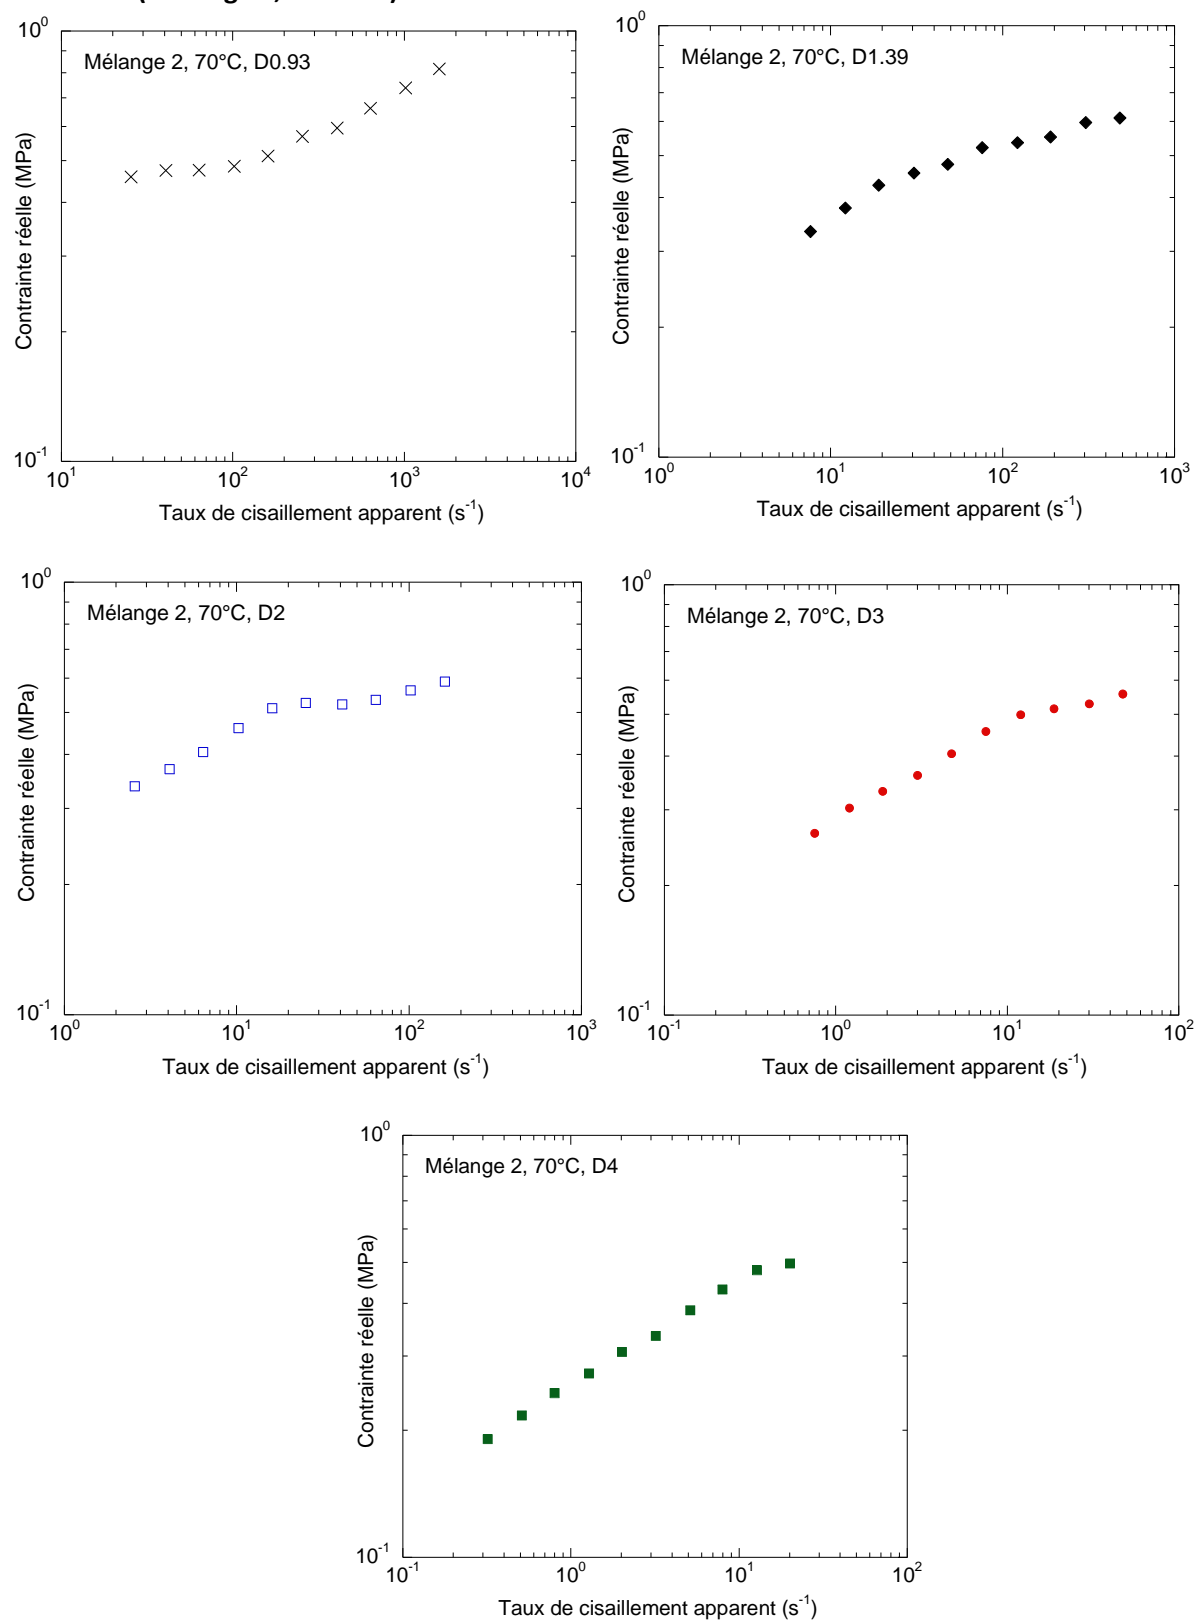 Mélange 2, 70°C, D0.93
10⁰
Contrainte réelle (MPa)
10⁻¹
10¹ 10² 10³ 10⁴
Taux de cisaillement apparent (s⁻¹)
Mélange 2, 70°C, D1.39
10⁰
Contrainte réelle (MPa)
10⁻¹
10⁰ 10¹ 10² 10³
Taux de cisaillement apparent (s⁻¹)
Mélange 2, 70°C, D2
10⁰
Contrainte réelle (MPa)
10⁻¹
10⁰ 10¹ 10² 10³
Taux de cisaillement apparent (s⁻¹)
Mélange 2, 70°C, D3
10⁰
Contrainte réelle (MPa)
10⁻¹
10⁻¹ 10⁰ 10¹ 10²
Taux de cisaillement apparent (s⁻¹)
Mélange 2, 70°C, D4
10⁰
Contrainte réelle (MPa)
10⁻¹
10⁻¹ 10⁰ 10¹ 10²
Taux de cisaillement apparent (s⁻¹)